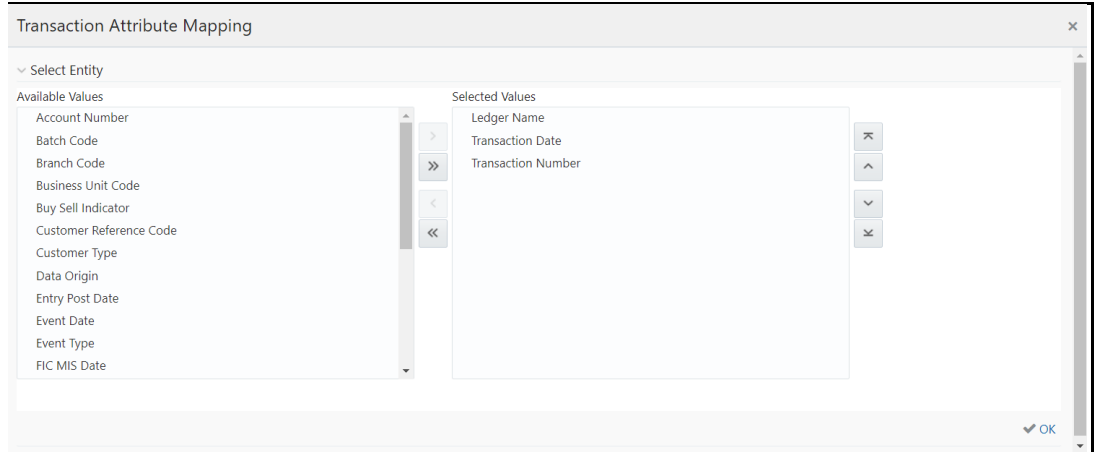 Transaction Attribute Mapping
Select Entity
Available Values
Account Number
Batch Code
Branch Code
Business Unit Code
Buy Sell Indicator
Customer Reference Code
Customer Type
Data Origin
Entry Post Date
Event Date
Event Type
FIC MIS Date
Selected Values
Ledger Name
Transaction Date
Transaction Number
OK